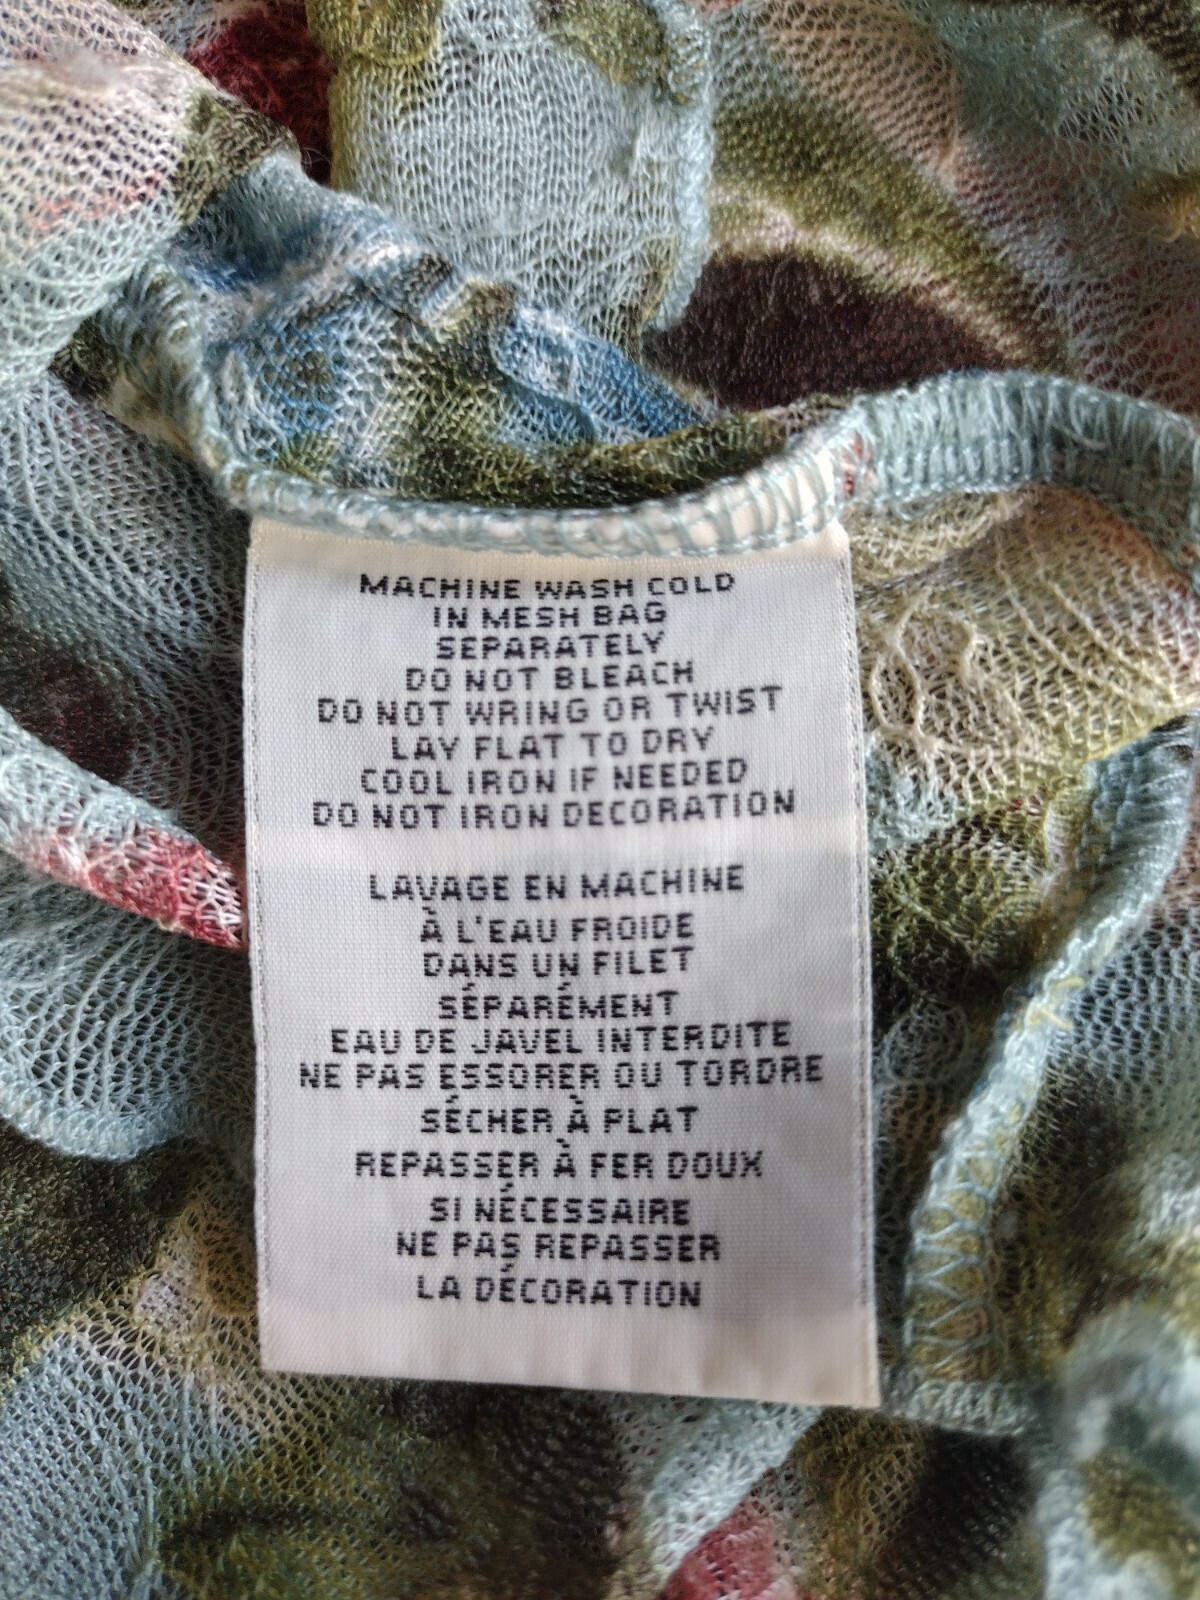 MACHINE WASH COLD
IN MESH BAG
SEPARATELY
DO NOT BLEACH
DO NOT WRING OR TWIST
LAY FLAT TO DRY
COOL IRON IF NEEDED
DO NOT IRON DECORATION
LAVAGE EN MACHINE
À L'EAU FROIDE
DANS UN FILET
SÉPARÉMENT
EAU DE JAVEL INTERDITE
NE PAS ESSORER OU TORDRE
SÉCHER À PLAT
REPASSER À FER DOUX
SI NÉCESSAIRE
NE PAS REPASSER
LA DÉCORATION